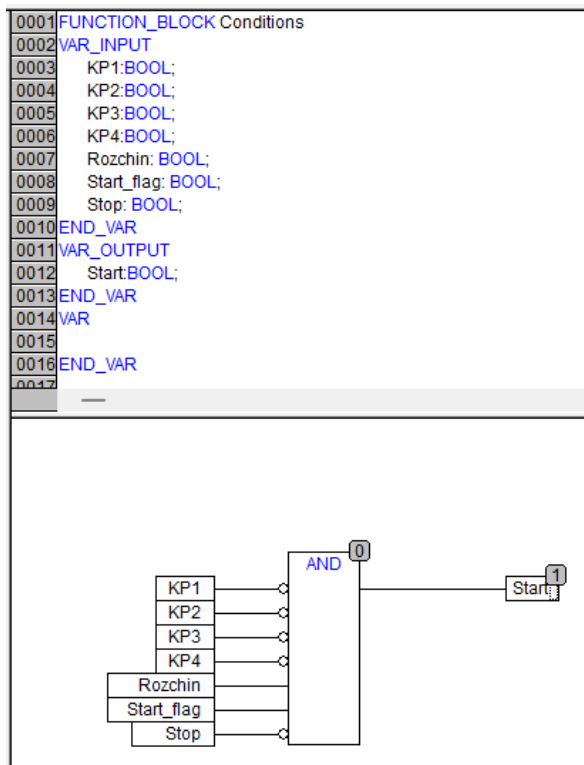 0001 FUNCTION_BLOCK Conditions
0002 VAR_INPUT
0003 KP1:BOOL;
0004 KP2:BOOL;
0005 KP3:BOOL;
0006 KP4:BOOL;
0007 Rozchin: BOOL;
0008 Start_flag: BOOL;
0009 Stop: BOOL;
0010 END_VAR
0011 VAR_OUTPUT
0012 Start:BOOL;
0013 END_VAR
0014 VAR
0015
0016 END_VAR
0017
0
AND
1
KP1
Start
KP2
KP3
KP4
Rozchin
Start_flag
Stop